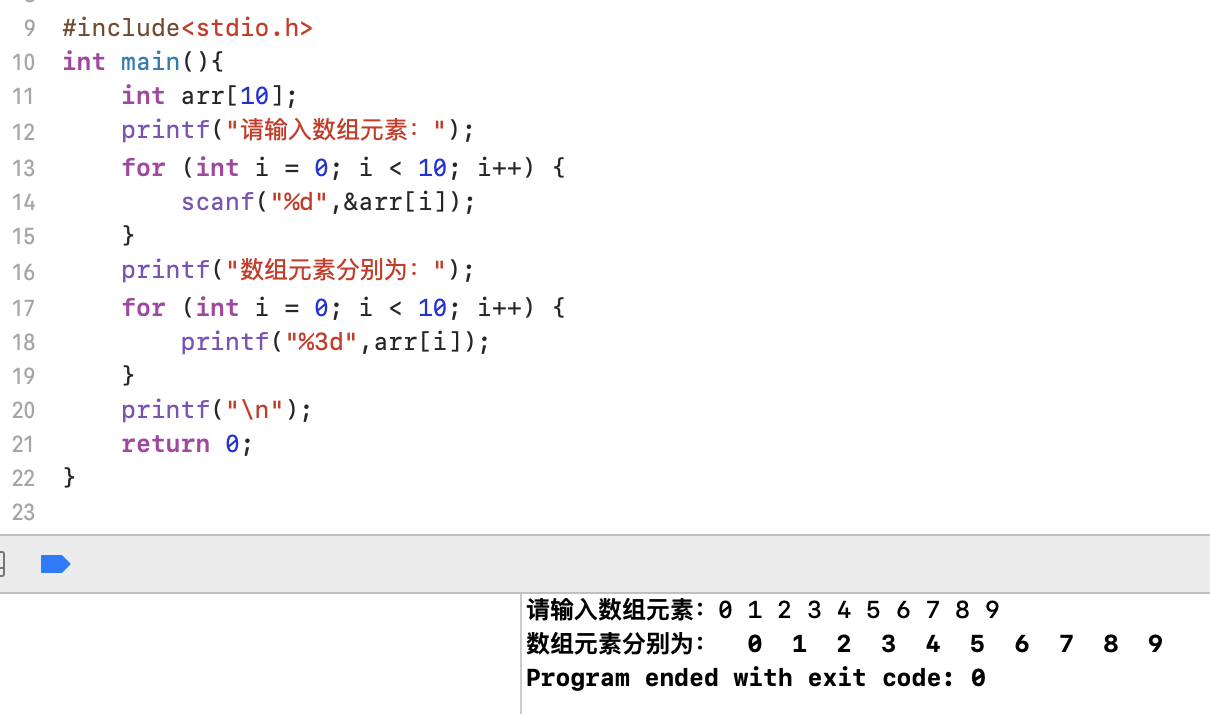 9 #include<stdio.h>
10 int main(){
11     int arr[10];
12     printf("请输入数组元素：");
13     for (int i = 0; i < 10; i++) {
14         scanf("%d",&arr[i]);
15     }
16     printf("数组元素分别为：");
17     for (int i = 0; i < 10; i++) {
18         printf("%3d",arr[i]);
19     }
20     printf("\n");
21     return 0;
22 }
23
请输入数组元素：0 1 2 3 4 5 6 7 8 9
数组元素分别为：  0  1  2  3  4  5  6  7  8  9
Program ended with exit code: 0